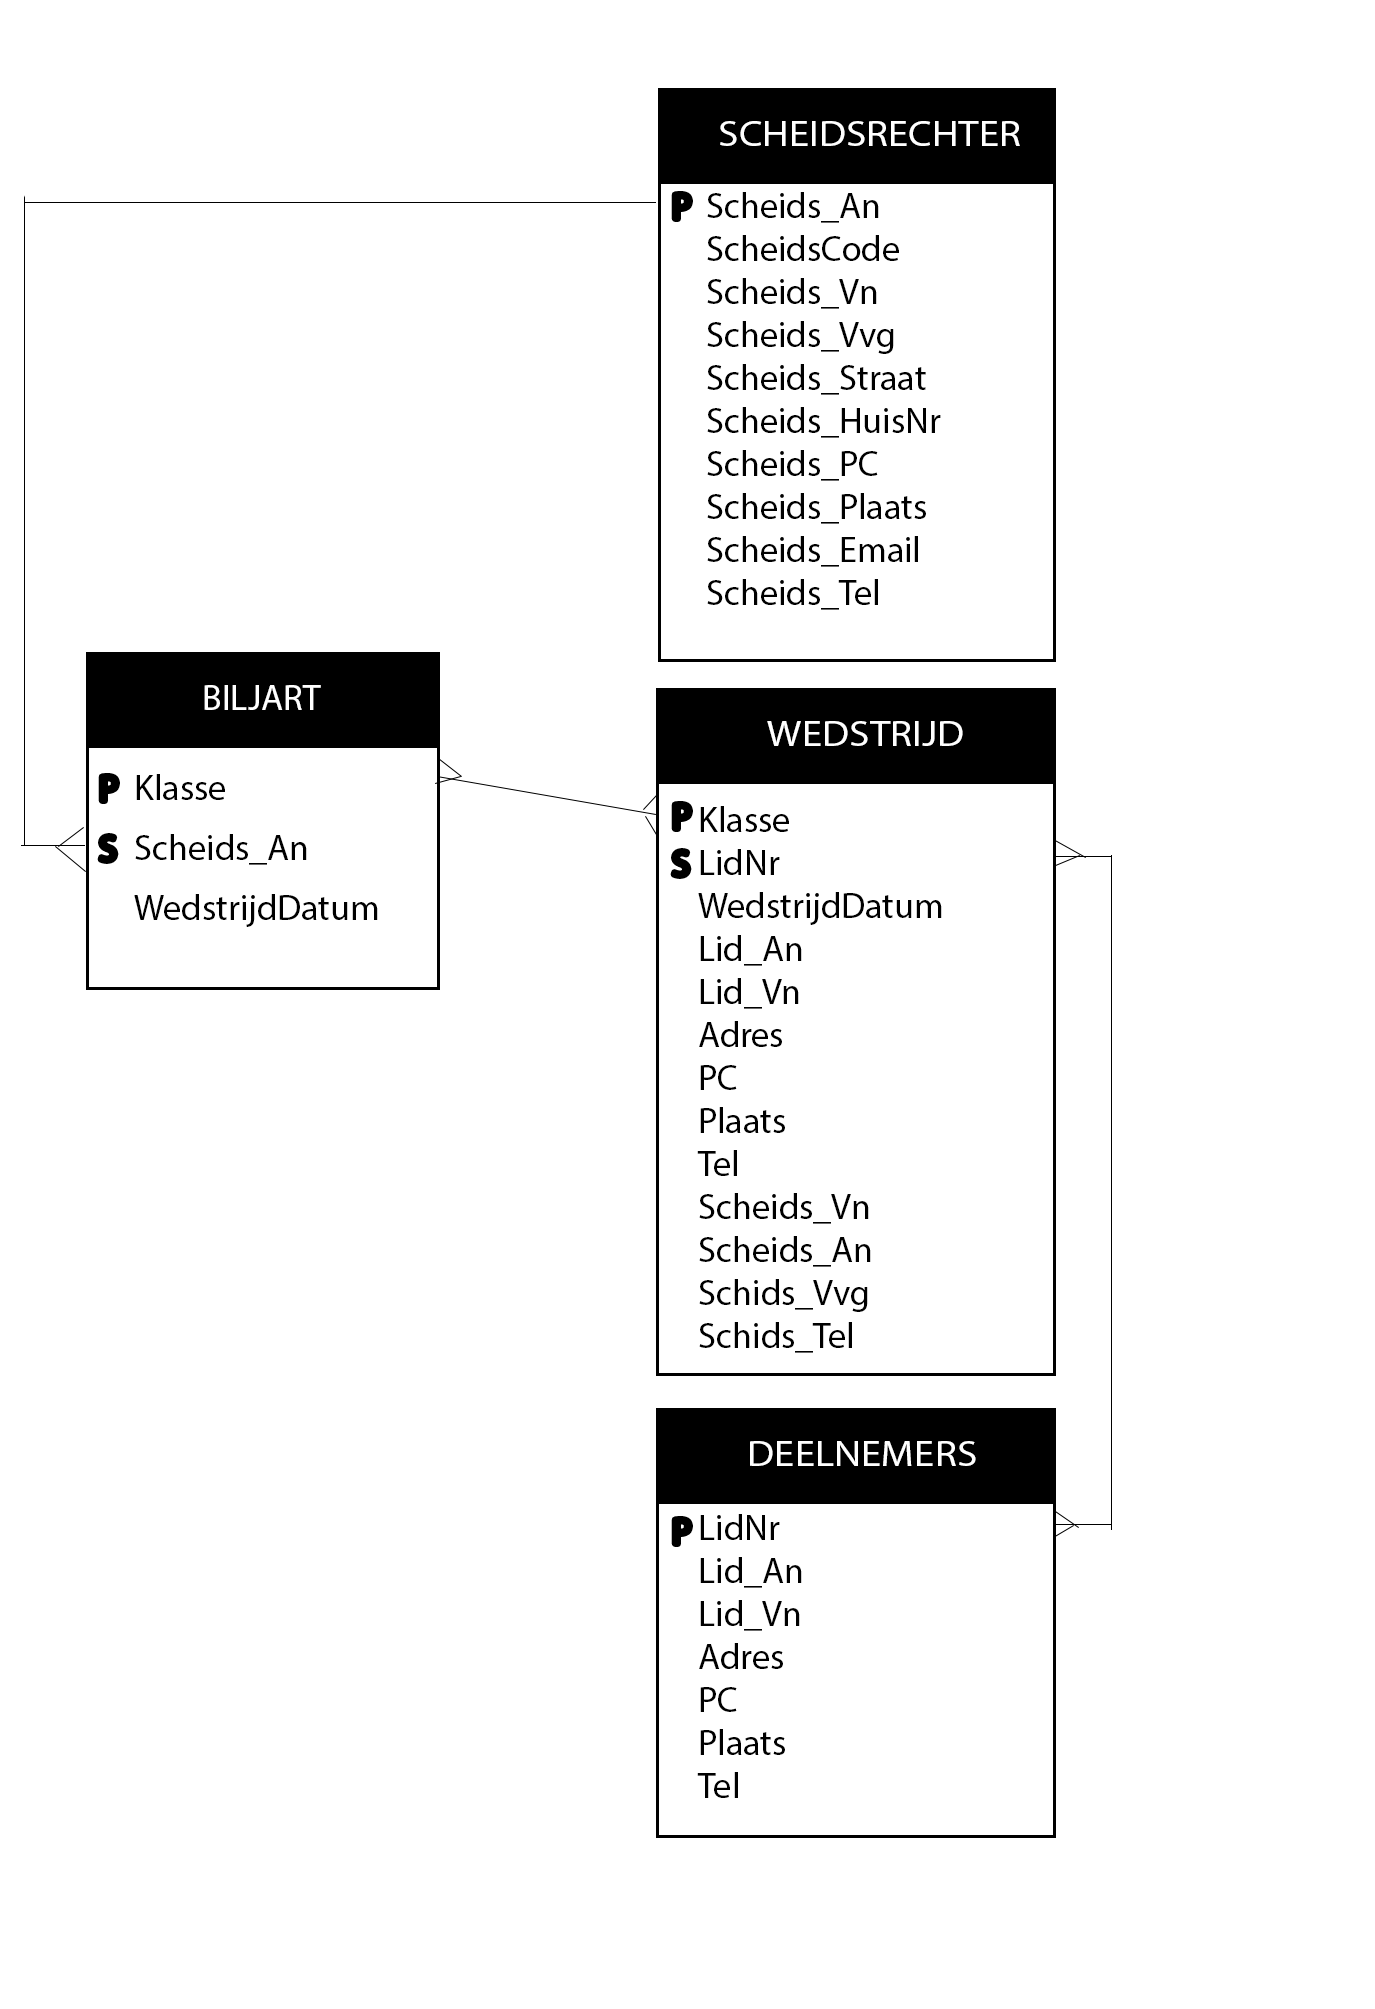 SCHEIDSRECHTER
P Scheids_An
ScheidsCode
Scheids_Vn
Scheids_Vvg
Scheids_Straat
Scheids_HuisNr
Scheids_PC
Scheids_Plaats
Scheids_Email
Scheids_Tel
BILJART
P Klasse
S Scheids_An
WedstrijdDatum
WEDSTRIJD
P Klasse
S LidNr
WedstrijdDatum
Lid_An
Lid_Vn
Adres
PC
Plaats
Tel
Scheids_Vn
Scheids_An
Schids_Vvg
Schids_Tel
DEELNEMERS
P LidNr
Lid_An
Lid_Vn
Adres
PC
Plaats
Tel